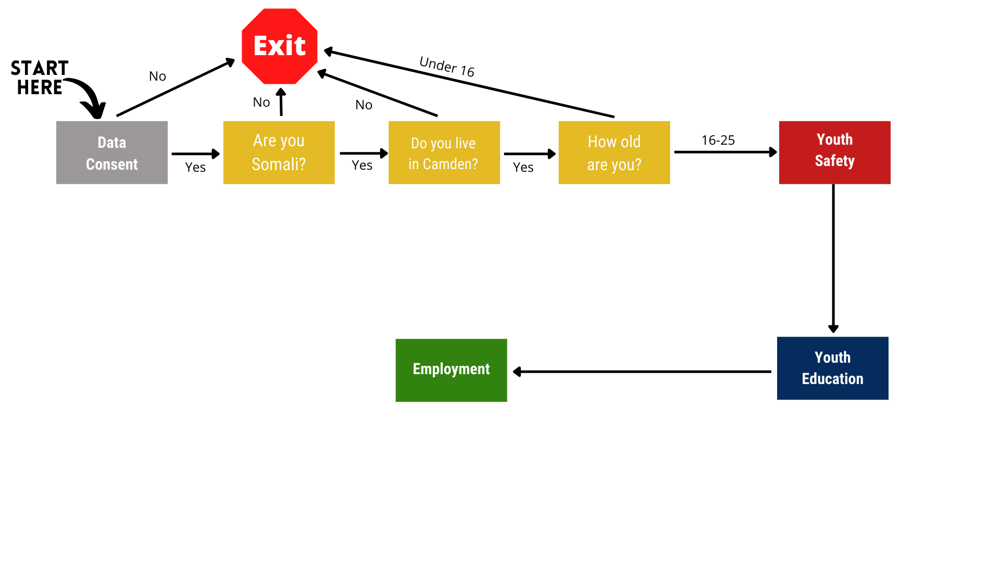 Exit
START
HERE
No
No
No
Under 16
Data
Consent
Yes
Are you
Somali?
Yes
Do you live
in Camden?
Yes
How old
are you?
16-25
Youth
Safety
Employment
Youth
Education